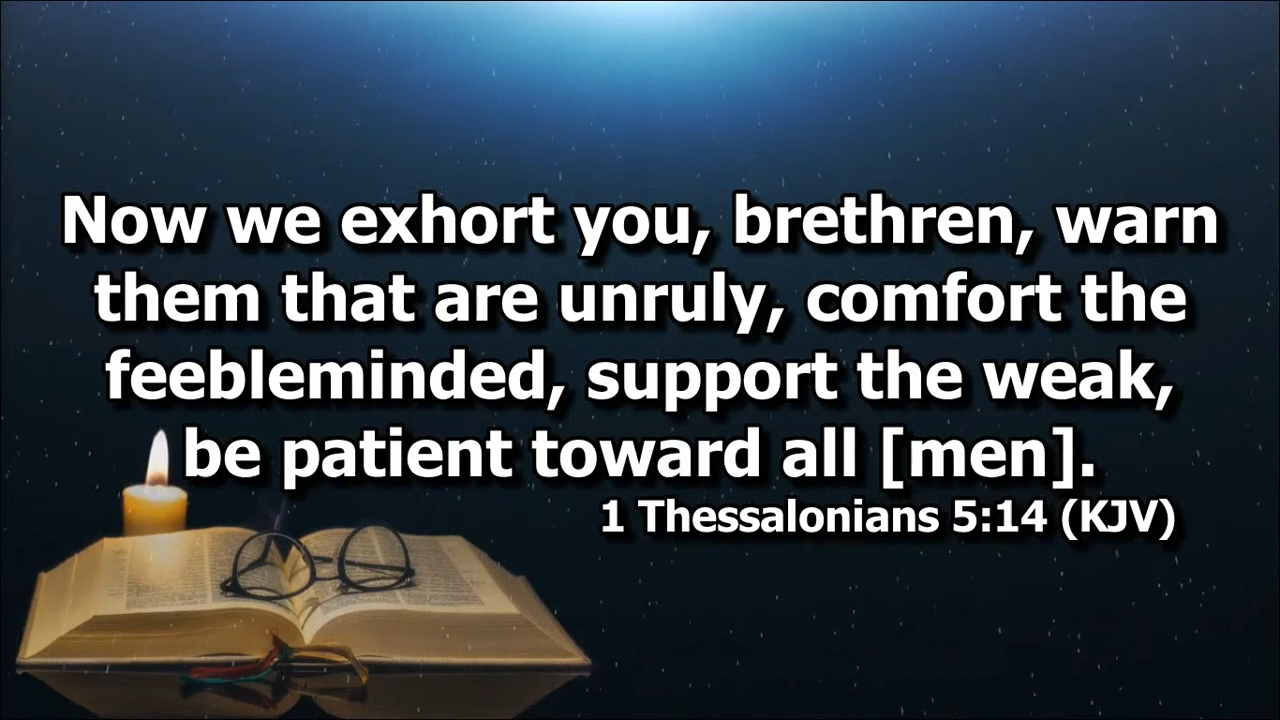 Now we exhort you, brethren, warn
them that are unruly, comfort the
feebleminded, support the weak,
be patient toward all [men].
1 Thessalonians 5:14 (KJV)